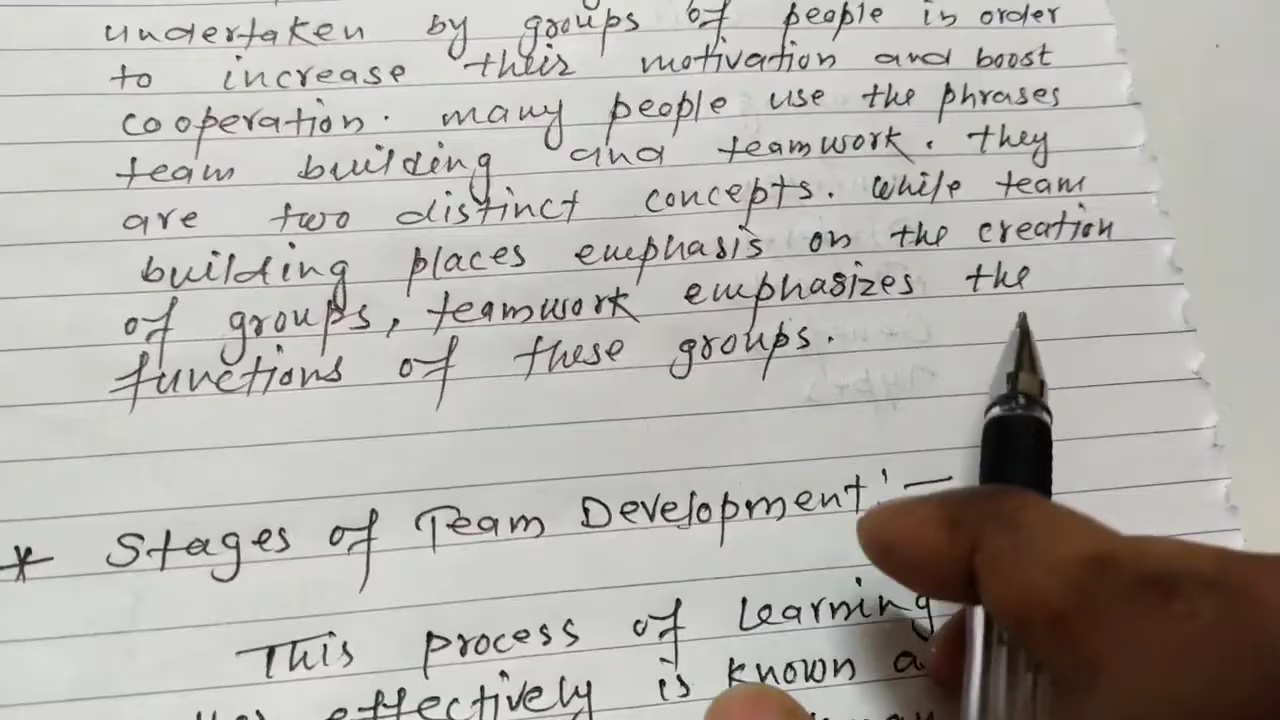 undertaken by groups of people in order
to increase their motivation and boost
cooperation. many people use the phrases
team building and teamwork. they
are two distinct concepts. while team
building places emphasis on the creation
of groups, teamwork emphasizes the
functions of these groups.
* Stages of Team Development :-
This process of learning
effectively is known